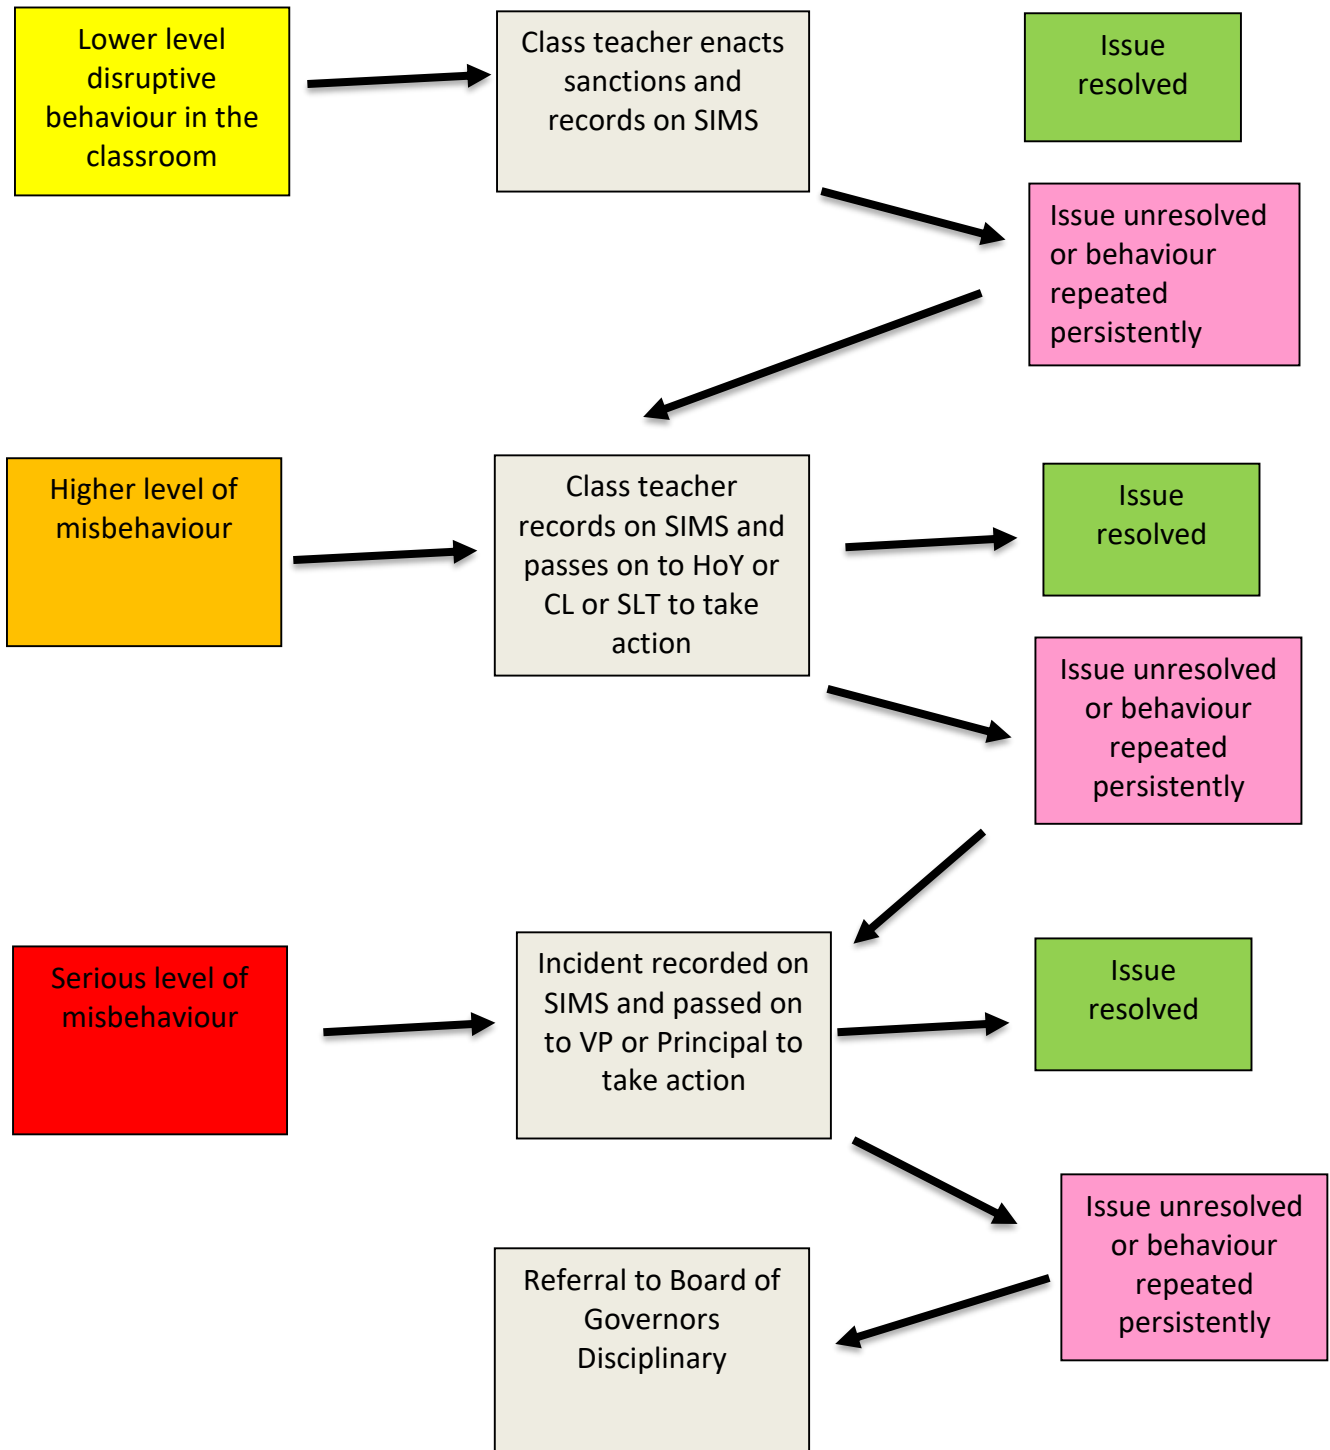 Lower level
disruptive
behaviour in the
classroom
Class teacher enacts
sanctions and
records on SIMS
Issue
resolved
Issue unresolved
or behaviour
repeated
persistently
Higher level of
misbehaviour
Class teacher
records on SIMS and
passes on to HoY or
CL or SLT to take
action
Issue
resolved
Issue unresolved
or behaviour
repeated
persistently
Serious level of
misbehaviour
Incident recorded on
SIMS and passed on
to VP or Principal to
take action
Issue
resolved
Issue unresolved
or behaviour
repeated
persistently
Referral to Board of
Governors
Disciplinary